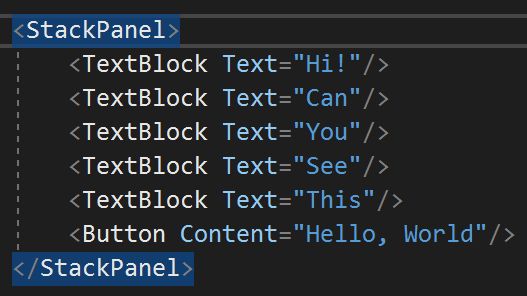 <StackPanel>
<TextBlock Text="Hi!"/>
<TextBlock Text="Can"/>
<TextBlock Text="You"/>
<TextBlock Text="See"/>
<TextBlock Text="This"/>
<Button Content="Hello, World"/>
</StackPanel>